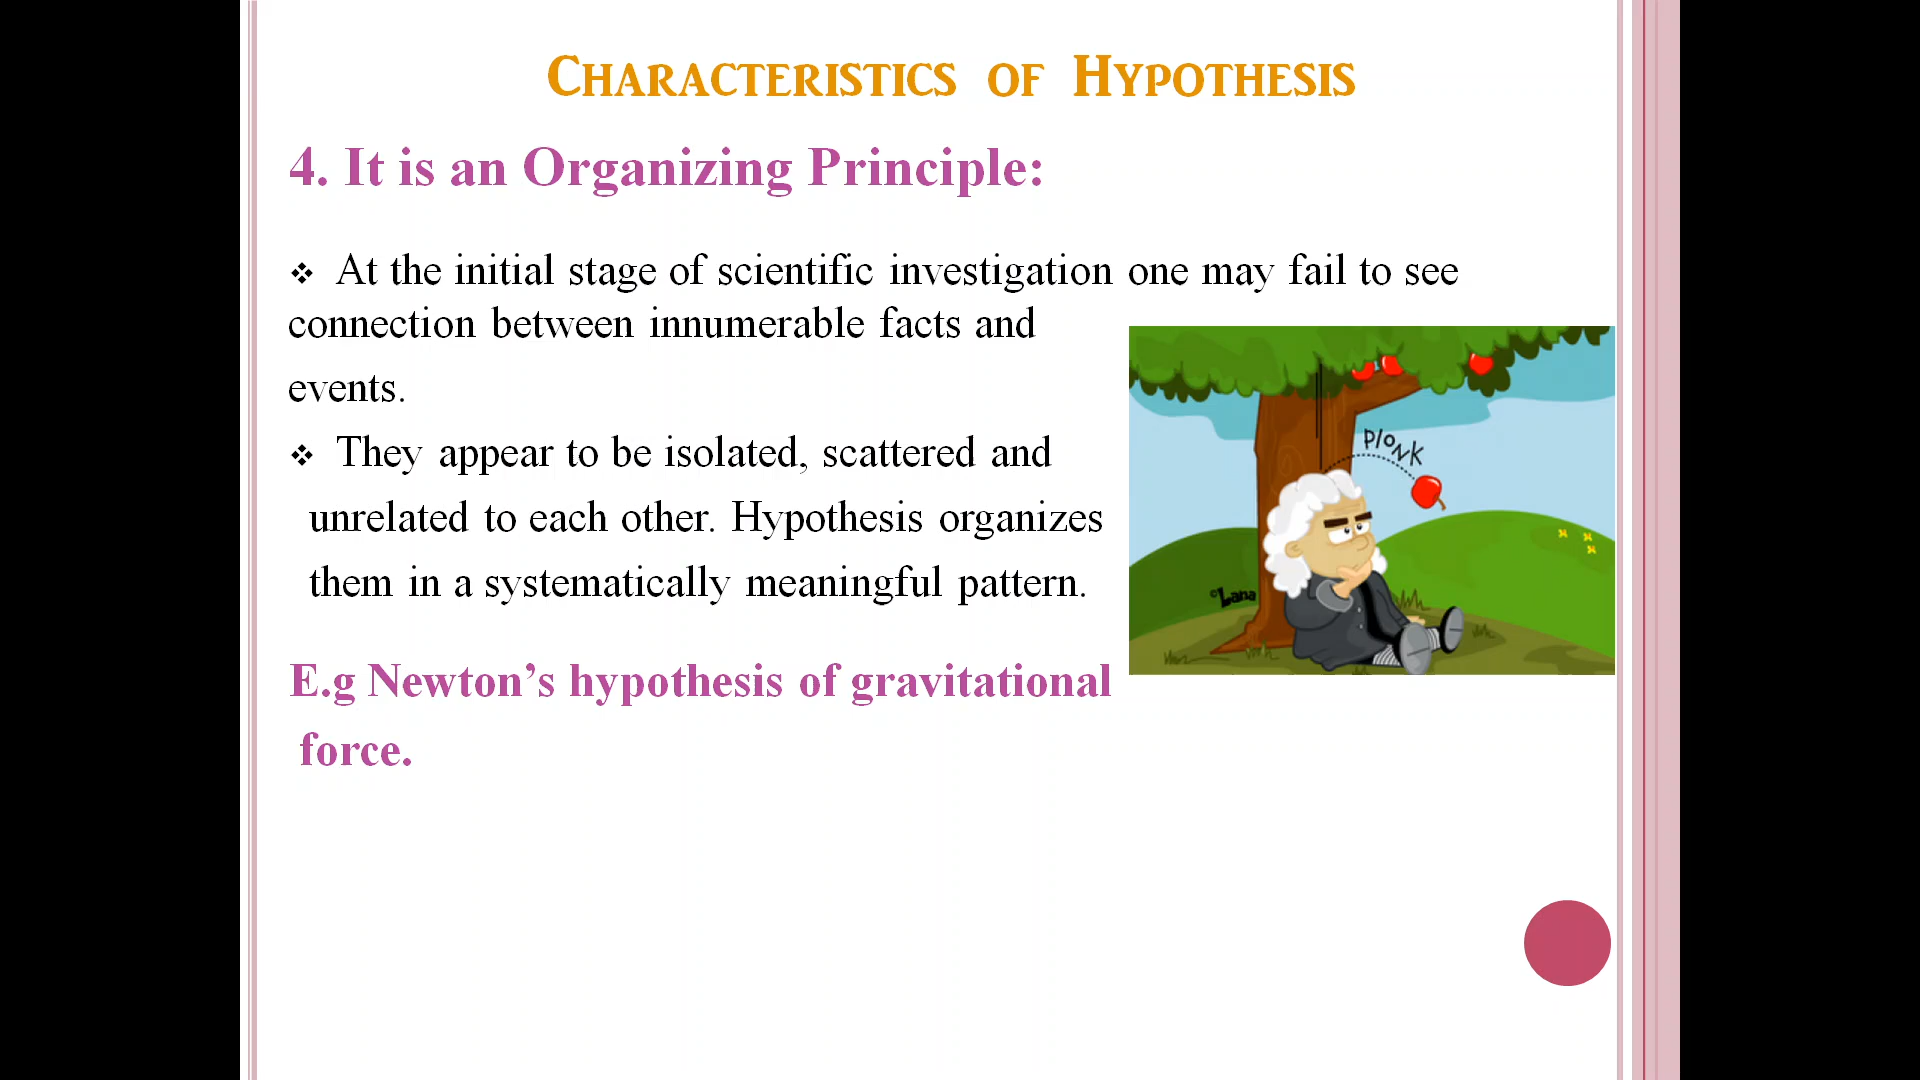 Characteristics of Hypothesis
4. It is an Organizing Principle:
❖ At the initial stage of scientific investigation one may fail to see
connection between innumerable facts and
events.
❖ They appear to be isolated, scattered and
unrelated to each other. Hypothesis organizes
them in a systematically meaningful pattern.
E.g Newton’s hypothesis of gravitational
force.
PLONK
©Lana